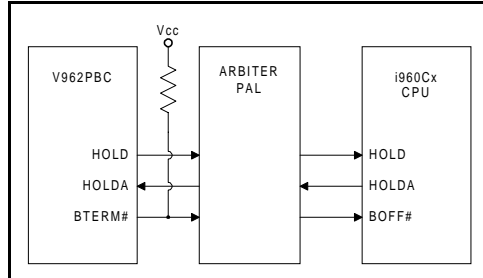 Vcc
V962PBC
ARBITER
PAL
i960Cx
CPU
HOLD
HOLD
HOLDA
HOLDA
BTERM#
BOFF#